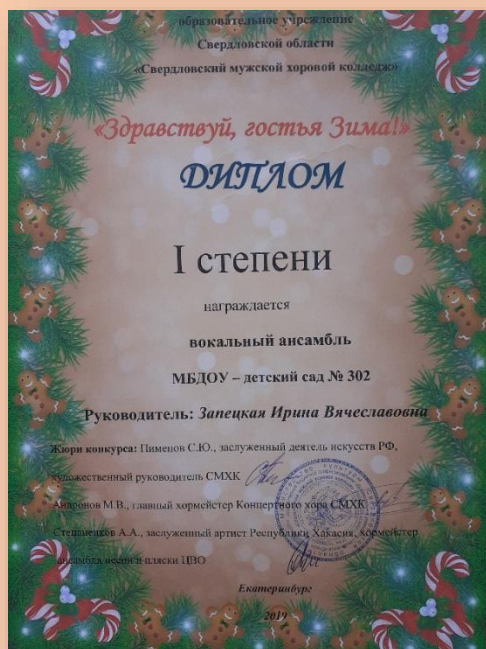 образовательное учреждение
Свердловской области
«Свердловский мужской хоровой колледж»
«Здравствуй, гостья Зима!»
ДИПЛОМ
I степени
награждается
вокальный ансамбль
МБДОУ – детский сад № 302
Руководитель: Запецкая Ирина Вячеславовна
Жюри конкурса: Пименов С.Ю., заслуженный деятель искусств РФ,
художественный руководитель СМХК
Андронов М.В., главный хормейстер Концертного хора СМХК
Степаненков А.А., заслуженный артист Республики Хакасия, хормейстер
ансамбля песни и пляски ЦВО
Екатеринбург
2019